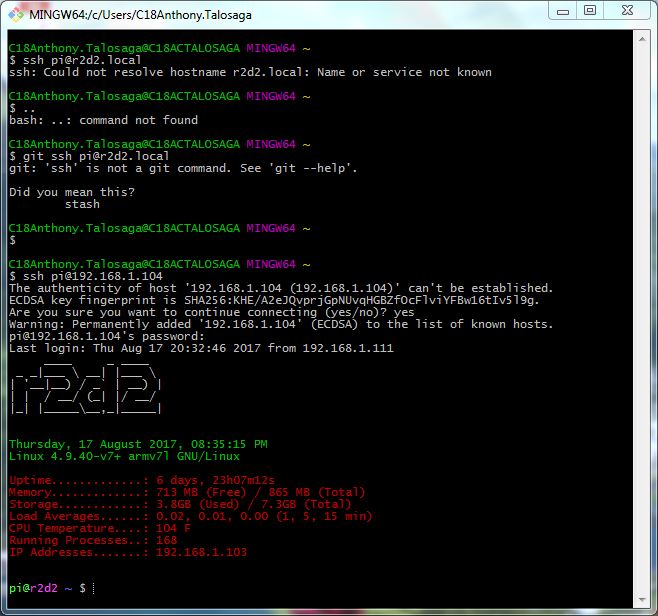 MINGW64:/c/Users/C18Anthony.Talosaga
C18Anthony.Talosaga@C18ACTALOSAGA MINGW64 ~
$ ssh pi@r2d2.local
ssh: Could not resolve hostname r2d2.local: Name or service not known
C18Anthony.Talosaga@C18ACTALOSAGA MINGW64 ~
$ ..
bash: ..: command not found
C18Anthony.Talosaga@C18ACTALOSAGA MINGW64 ~
$ git ssh pi@r2d2.local
git: 'ssh' is not a git command. See 'git --help'.
Did you mean this?
stash
C18Anthony.Talosaga@C18ACTALOSAGA MINGW64 ~
$
C18Anthony.Talosaga@C18ACTALOSAGA MINGW64 ~
$ ssh pi@192.168.1.104
The authenticity of host '192.168.1.104 (192.168.1.104)' can't be established.
ECDSA key fingerprint is SHA256:KHE/A2eJQvprjGpNUvqHGBZfOcFlviYFBw16tIv5l9g.
Are you sure you want to continue connecting (yes/no)? yes
Warning: Permanently added '192.168.1.104' (ECDSA) to the list of known hosts.
pi@192.168.1.104's password:
Last login: Thu Aug 17 20:32:46 2017 from 192.168.1.111
r2d2
Thursday, 17 August 2017, 08:35:15 PM
Linux 4.9.40-v7+ armv7l GNU/Linux
Uptime.............: 6 days, 23h07m12s
Memory.............: 713 MB (Free) / 865 MB (Total)
Storage............: 3.8GB (Used) / 7.3GB (Total)
Load Averages......: 0.02, 0.01, 0.00 (1, 5, 15 min)
CPU Temperature....: 104 F
Running Processes..: 168
IP Addresses.......: 192.168.1.103
pi@r2d2 ~ $